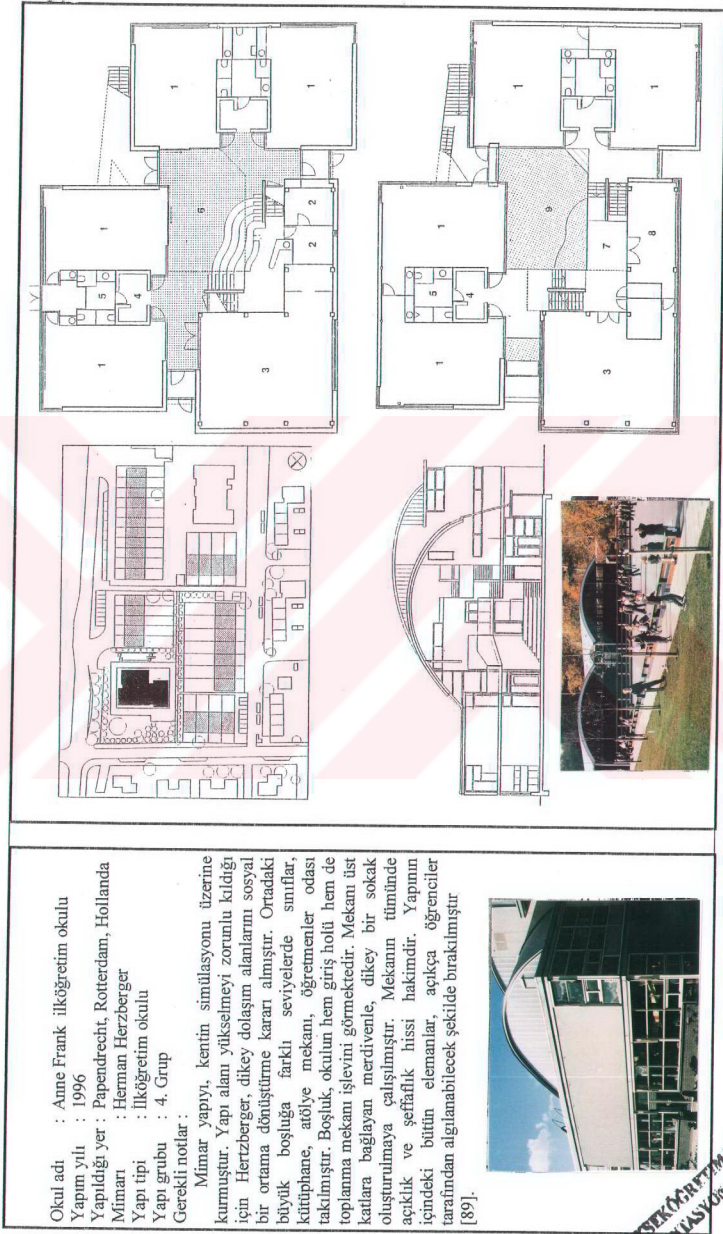 Okul adı : Anne Frank ilköğretim okulu
Yapım yılı : 1996
Yapıldığı yer : Papendrecht, Rotterdam, Hollanda
Mimarı : Herman Herzberger
Yapı tipi : İlköğretim okulu
Yapı grubu : 4. Grup
Gerekli notlar :
Mimar yapıyı, kentin simülasyonu üzerine
kurmuştur. Yapı alanı yükselmeyi zorunlu kıldığı
için Hertzberger, dikey dolaşım alanlarını sosyal
bir ortama dönüştürme kararı almıştır. Ortadaki
büyük boşluğa farklı seviyelerde sınıflar,
kütüphane, atölye mekanı, öğretmenler odası
takılmıştır. Boşluk, okulun hem giriş holü hem de
toplanma mekanı işlevini görmektedir. Mekanı üst
katlara bağlayan merdivenle, dikey bir sokak
oluşturulmaya çalışılmıştır. Mekanın tümünde
açıklık ve şeffaflık hissi hakimdir. Yapının
içindeki bütün elemanlar, açıkça öğrenciler
tarafından algılanabilecek şekilde bırakılmıştır
[89].
1
1
5
4
6
1
1
3
2
2
1
1
5
4
9
1
1
3
7
8